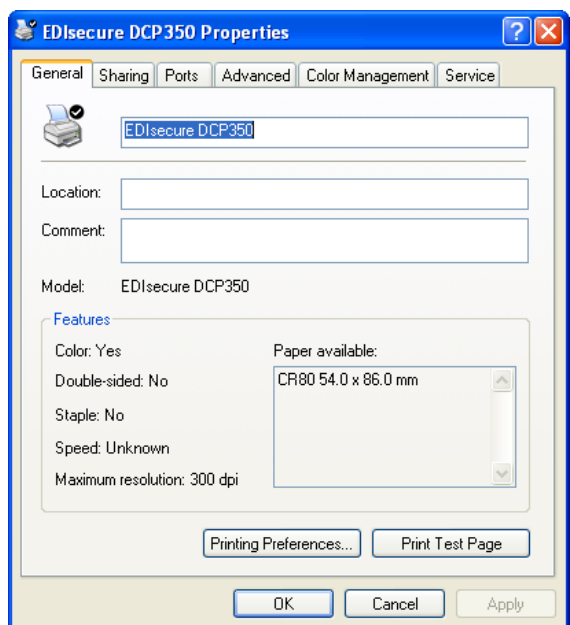 EDIsecure DCP350 Properties
General Sharing Ports Advanced Color Management Service
EDIsecure DCP350
Location:
Comment:
Model: EDIsecure DCP350
Features
Color: Yes
Paper available:
Double-sided: No
CR80 54.0 x 86.0 mm
Staple: No
Speed: Unknown
Maximum resolution: 300 dpi
Printing Preferences... Print Test Page
OK Cancel Apply